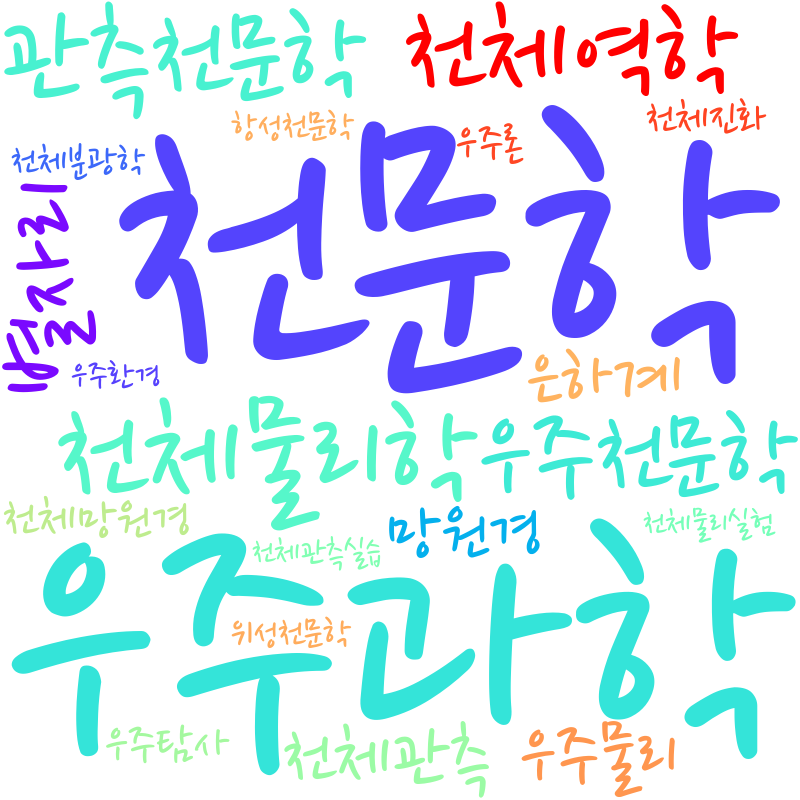 관측천문학
천체역학
항성천문학
천체진화
우주론
천체분광학
천문학
별자리
우주환경
은하계
천체물리학
우주천문학
천체망원경
망원경
천체물리실험
천체관측실습
우주과학
위성천문학
우주탐사
천체관측
우주물리